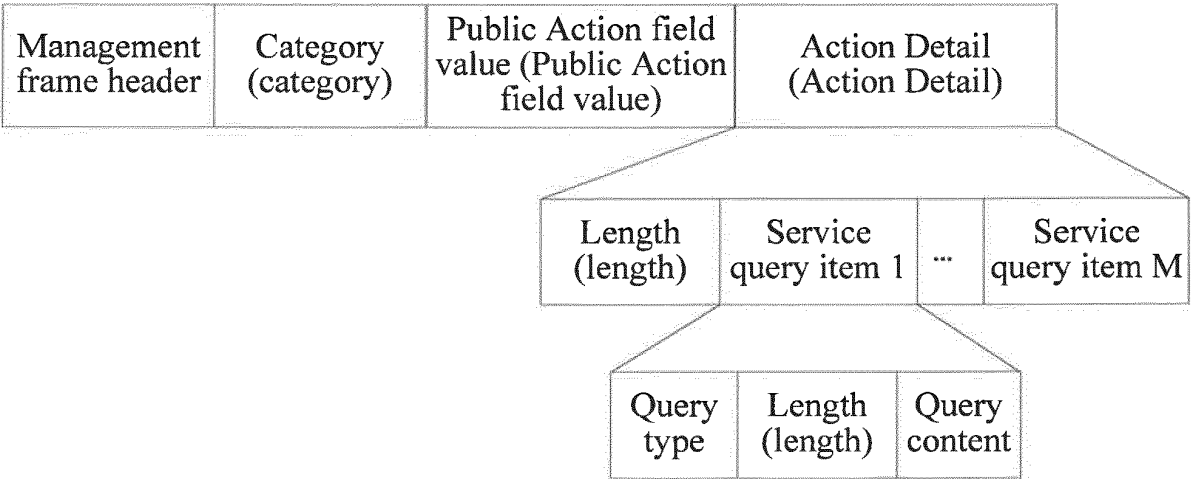 Management
frame header
Category
(category)
Public Action field
value (Public Action
field value)
Action Detail
(Action Detail)
Length
(length)
Service
query item 1
...
Service
query item M
Query
type
Length
(length)
Query
content